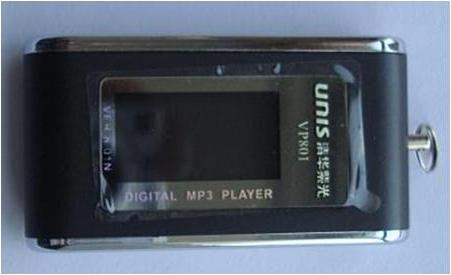 UNIS 清华紫光
VP801
DIGITAL MP3 PLAYER